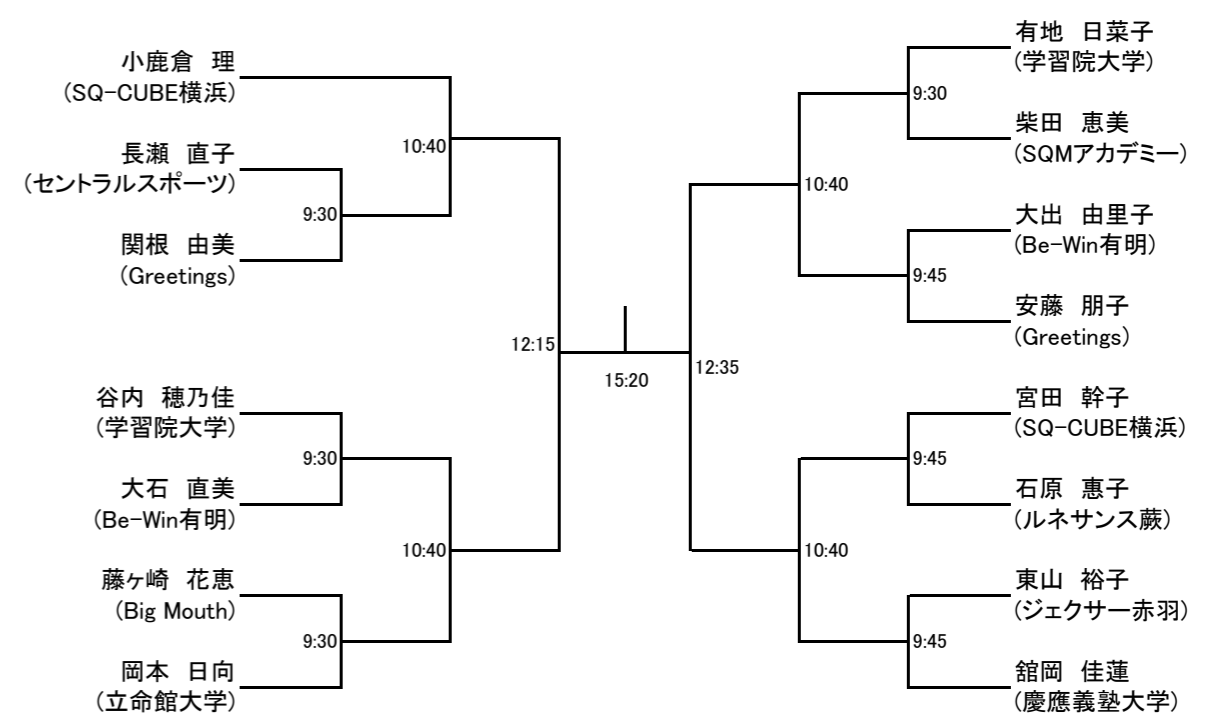 小鹿倉　理
(SQ-CUBE横浜)
10:40
長瀬　直子
(セントラルスポーツ)
9:30
関根　由美
(Greetings)
12:15
谷内　穂乃佳
(学習院大学)
9:30
大石　直美
(Be-Win有明)
10:40
藤ヶ崎　花恵
(Big Mouth)
9:30
岡本　日向
(立命館大学)
15:20
有地　日菜子
(学習院大学)
9:30
柴田　恵美
(SQMアカデミー)
10:40
大出　由里子
(Be-Win有明)
9:45
安藤　朋子
(Greetings)
12:35
宮田　幹子
(SQ-CUBE横浜)
9:45
石原　惠子
(ルネサンス蕨)
10:40
東山　裕子
(ジェクサー赤羽)
9:45
舘岡　佳蓮
(慶應義塾大学)